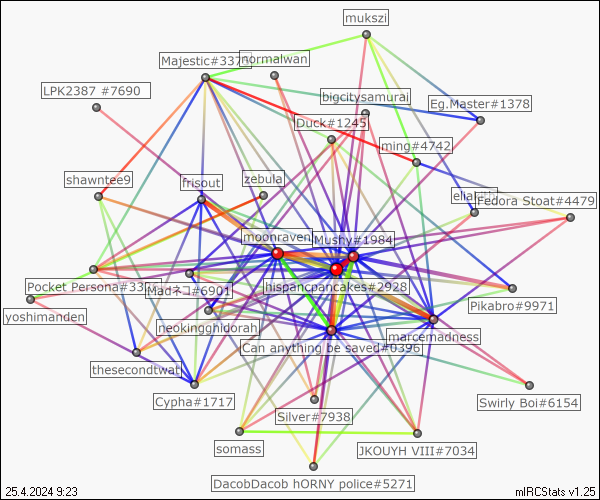 mukszi
Majestic#337
normalwan
LPK2387 #7690
bigcitysamurai
Eg.Master#1378
Duck#1245
ming#4742
shawntee9
frisout
zebula
Fedora Stoat#4479
moonraven
Mushy#1984
Pocket Persona#33
Madネコ#6901
hispancpancakes#2928
Pikabro#9971
yoshimanden
neokingghidorah
marcemadness
Can anything be saved#0396
thesecondtwat
Cypha#1717
Swirly Boi#6154
Silver#7938
somass
JKOUYH VIII#7034
DacobDacob hORNY police#5271
25.4.2024 9:23
mIRCStats v1.25